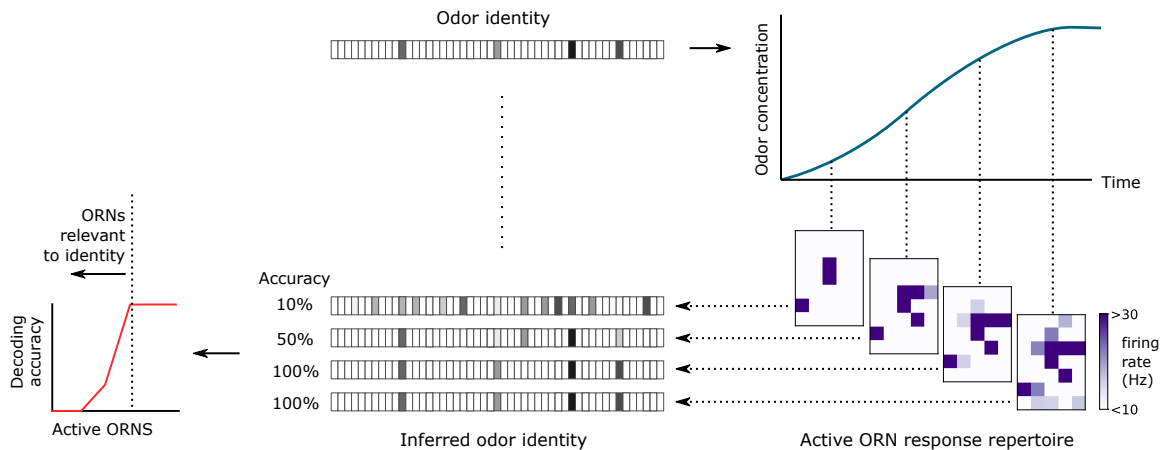 Odor identity
Odor concentration
Time
ORNs
relevant
to identity
Accuracy
10%
50%
100%
100%
Decoding
accuracy
Active ORNS
Inferred odor identity
Active ORN response repertoire
>30
firing
rate
(Hz)
<10